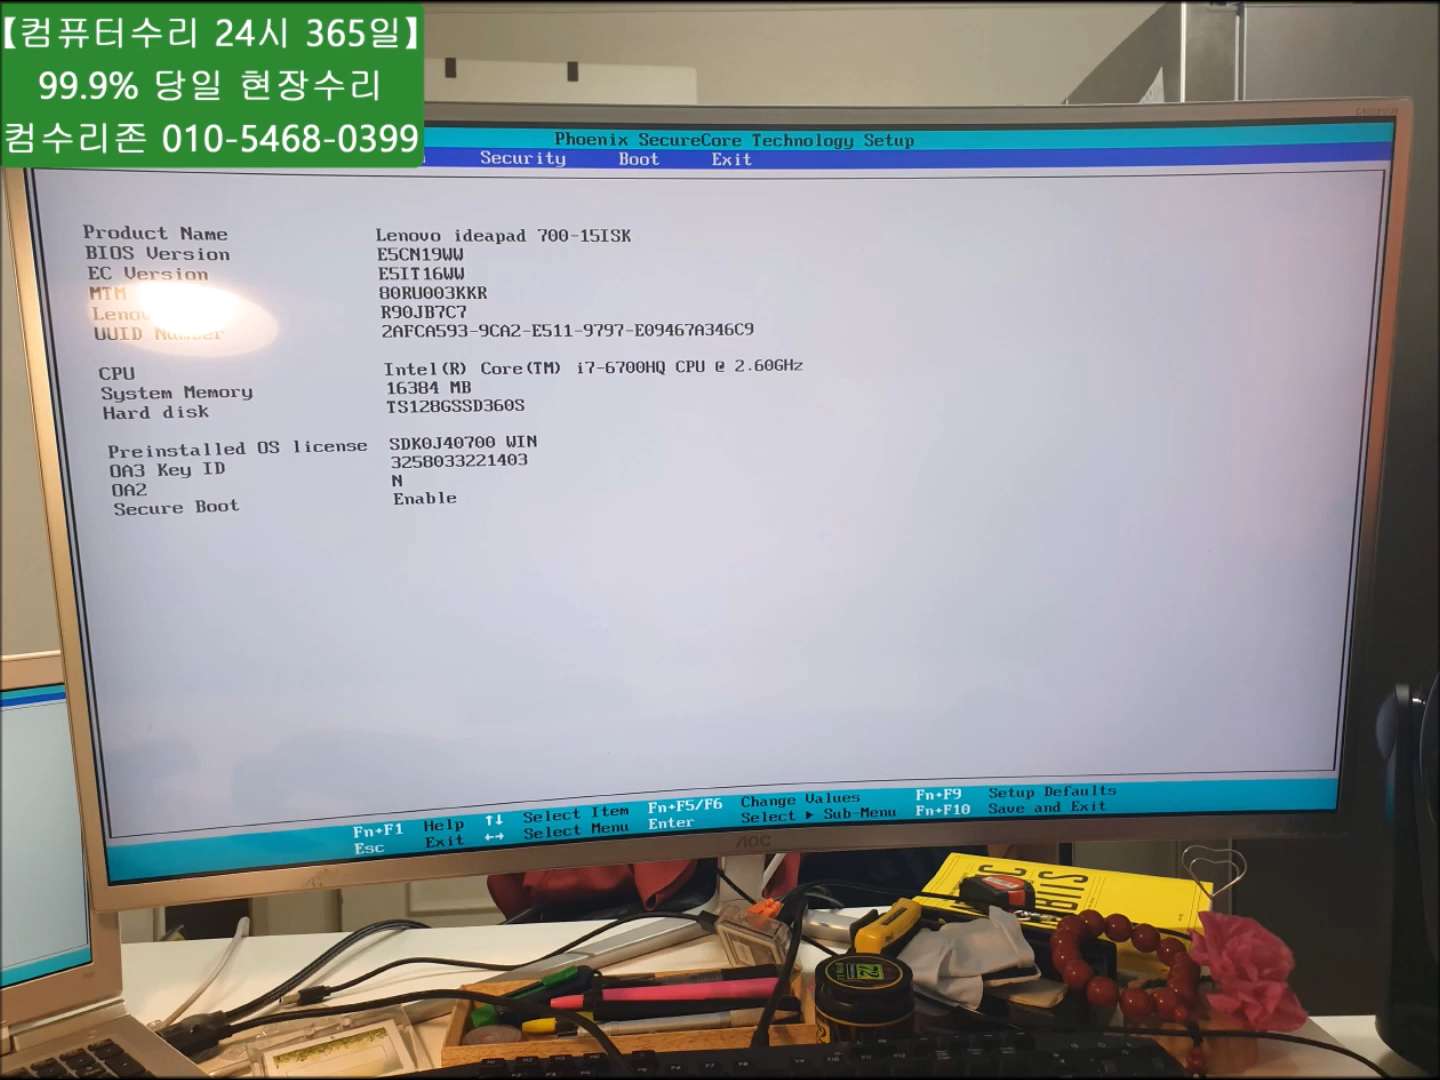 【컴퓨터수리 24시 365일】
99.9% 당일 현장수리
컴수리존 010-5468-0399
Phoenix SecureCore Technology Setup
Security Boot Exit
Product Name Lenovo ideapad 700-15ISK
BIOS Version E5CN19WW
EC Version E5IT16WW
MTM 80RU003KKR
R90JB7C7
UUID Number 2AFCA593-9CA2-E511-9797-E09467A346C9
CPU Intel(R) Core(TM) i7-6700HQ CPU @ 2.60GHz
System Memory 16384 MB
Hard disk TS128GSSD360S
Preinstalled OS license SDK0J40700 WIN
OA3 Key ID 3258033221403
OA2 N
Secure Boot Enable
Fn+F1 Help ↑↓ Select Item Fn+F5/F6 Change Values Fn+F9 Setup Defaults
Esc Exit ←→ Select Menu Enter Select ▶ Sub-Menu Fn+F10 Save and Exit
AOC